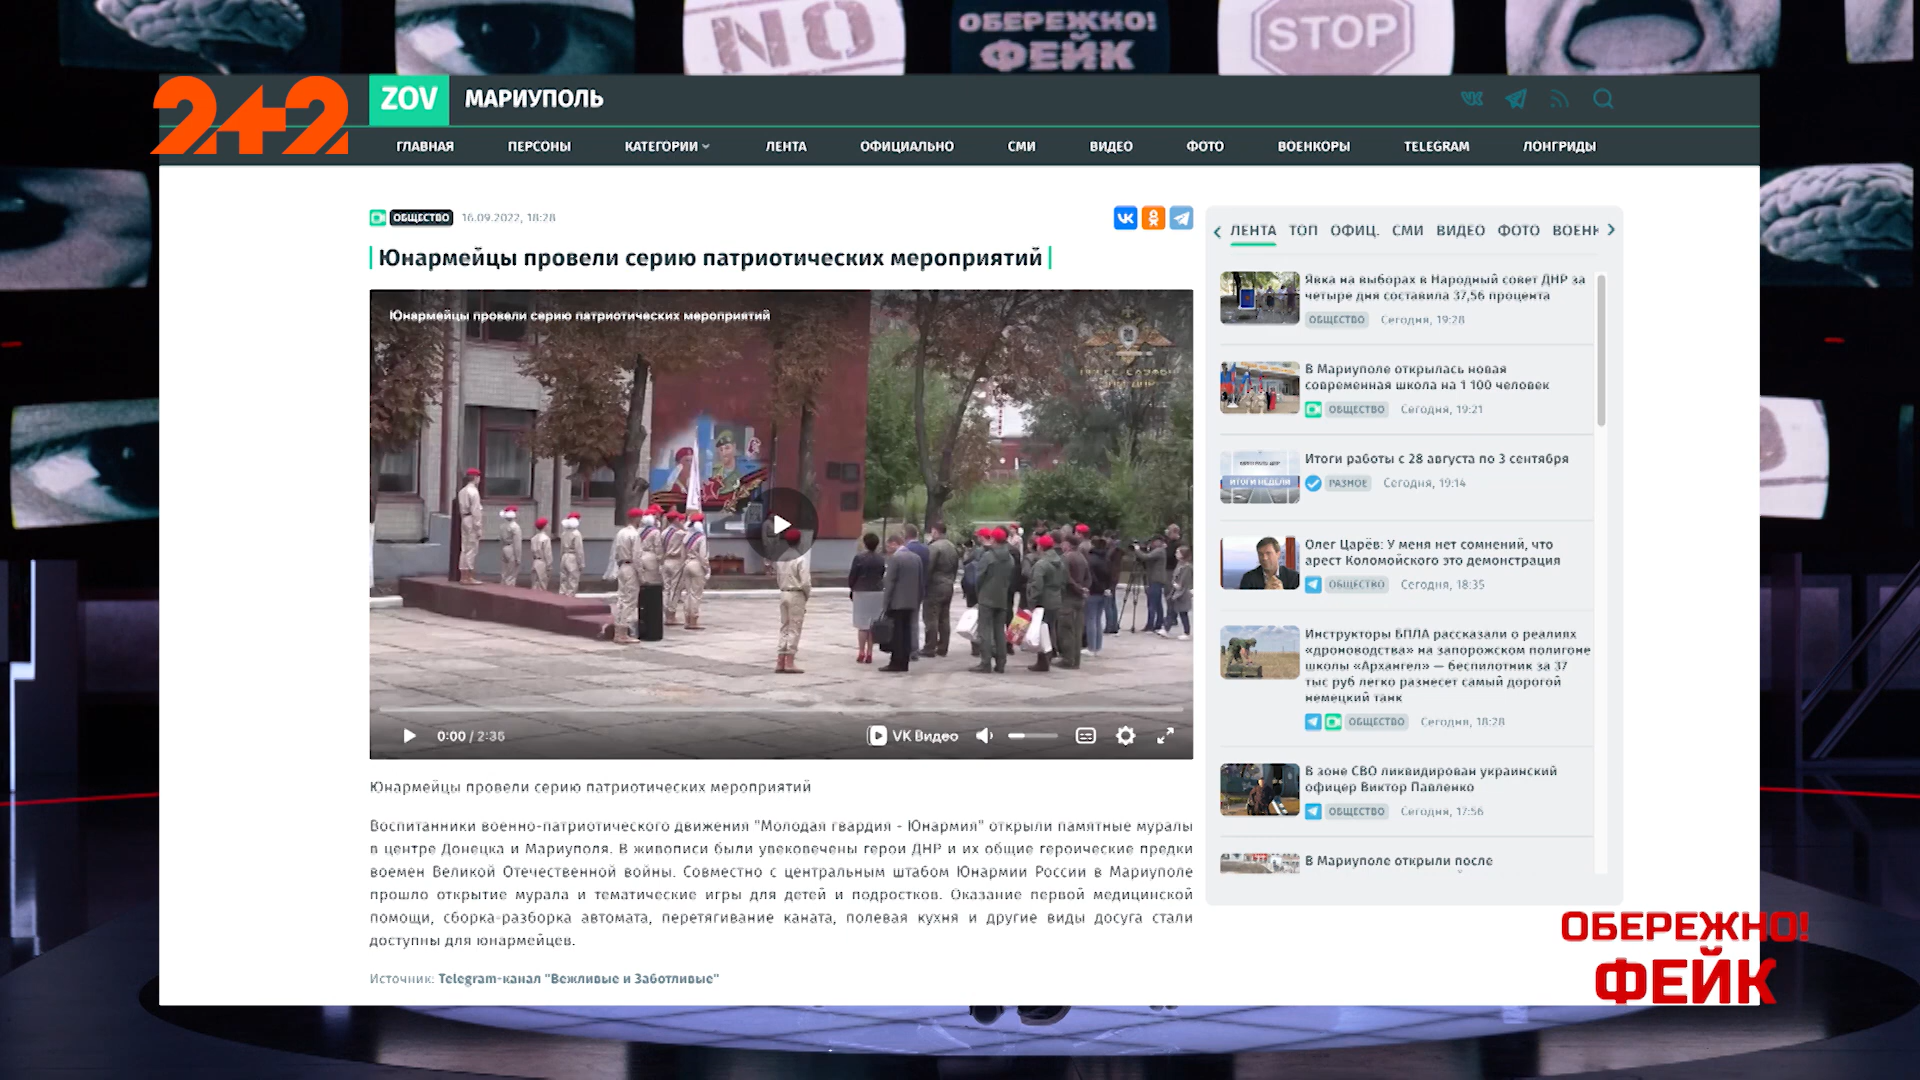 NO
ОБЕРЕЖНО!
ФЕЙК
STOP
2+2
ZOV
МАРИУПОЛЬ
ГЛАВНАЯ
ПЕРСОНЫ
КАТЕГОРИИ
ЛЕНТА
ОФИЦИАЛЬНО
СМИ
ВИДЕО
ФОТО
ВОЕНКОРЫ
TELEGRAM
ЛОНГРИДЫ
ОБЩЕСТВО 16.09.2022, 18:28
Юнармейцы провели серию патриотических мероприятий
Юнармейцы провели серию патриотических мероприятий
0:00 / 2:36
VK Видео
Юнармейцы провели серию патриотических мероприятий
Воспитанники военно-патриотического движения "Молодая гвардия - Юнармия" открыли памятные муралы
в центре Донецка и Мариуполя. В живописи были увековечены герои ДНР и их общие героические предки
воемен Великой Отечественной войны. Совместно с центральным штабом Юнармии России в Мариуполе
прошло открытие мурала и тематические игры для детей и подростков. Оказание первой медицинской
помощи, сборка-разборка автомата, перетягивание каната, полевая кухня и другие виды досуга стали
доступны для юнармейцев.
Источник: Telegram-канал "Вежливые и Заботливые"
ЛЕНТА ТОП ОФИЦ. СМИ ВИДЕО ФОТО ВОЕНК
Явка на выборах в Народный совет ДНР за
четыре дня составила 37,56 процента
ОБЩЕСТВО Сегодня, 19:28
В Мариуполе открылась новая
современная школа на 1 100 человек
ОБЩЕСТВО Сегодня, 19:21
ИТОГИ НЕДЕЛИ
Итоги работы с 28 августа по 3 сентября
РАЗНОЕ Сегодня, 19:14
Олег Царёв: У меня нет сомнений, что
арест Коломойского это демонстрация
ОБЩЕСТВО Сегодня, 18:35
Инструкторы БПЛА рассказали о реалиях
«дроноводства» на запорожском полигоне
школы «Архангел» — беспилотник за 37
тыс руб легко разнесет самый дорогой
немецкий танк
ОБЩЕСТВО Сегодня, 18:28
В зоне СВО ликвидирован украинский
офицер Виктор Павленко
ОБЩЕСТВО Сегодня, 17:56
В Мариуполе открыли после
ОБЕРЕЖНО!
ФЕЙК